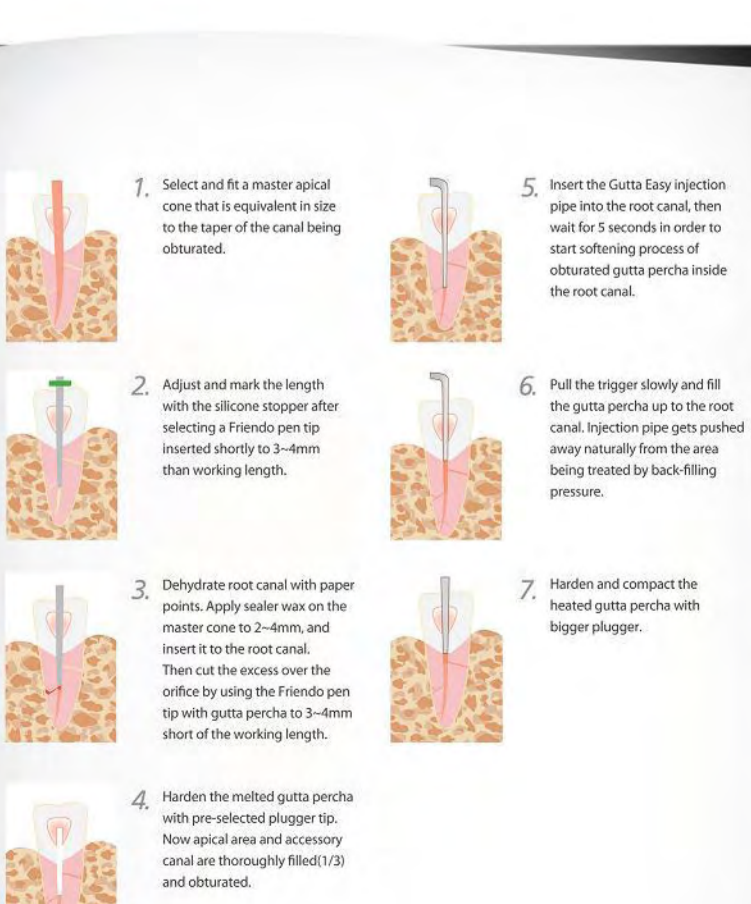 1. Select and fit a master apical
cone that is equivalent in size
to the taper of the canal being
obturated.
2. Adjust and mark the length
with the silicone stopper after
selecting a Friendo pen tip
inserted shortly to 3~4mm
than working length.
3. Dehydrate root canal with paper
points. Apply sealer wax on the
master cone to 2~4mm, and
insert it to the root canal.
Then cut the excess over the
orifice by using the Friendo pen
tip with gutta percha to 3~4mm
short of the working length.
4. Harden the melted gutta percha
with pre-selected plugger tip.
Now apical area and accessory
canal are thoroughly filled(1/3)
and obturated.
5. Insert the Gutta Easy injection
pipe into the root canal, then
wait for 5 seconds in order to
start softening process of
obturated gutta percha inside
the root canal.
6. Pull the trigger slowly and fill
the gutta percha up to the root
canal. Injection pipe gets pushed
away naturally from the area
being treated by back-filling
pressure.
7. Harden and compact the
heated gutta percha with
bigger plugger.